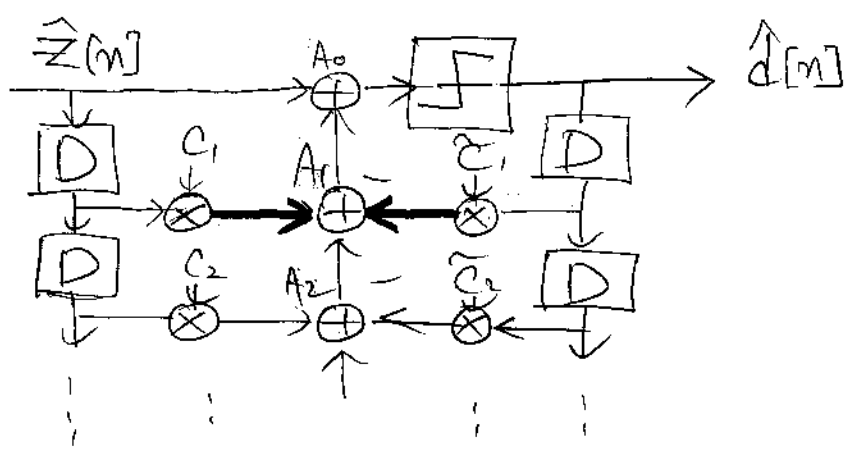 ẑ[n] A₀ d̂[n]
D C₁ A₁ − C̃₁ D
D C₂ A₂ − C̃₂ D